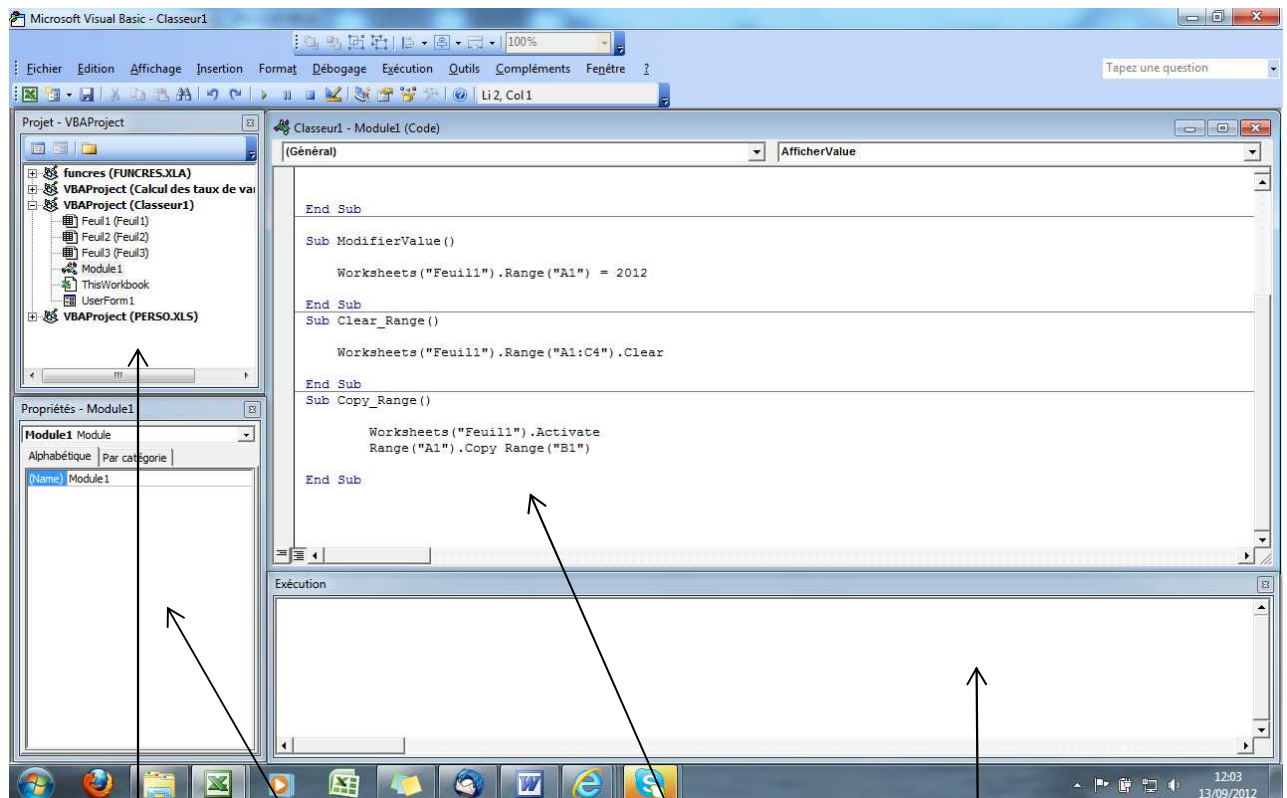 Microsoft Visual Basic - Classeur1
100%
Fichier Edition Affichage Insertion Format Débogage Exécution Outils Compléments Fenêtre ?
Tapez une question
Li 2, Col 1
Projet - VBAProject
funcres (FUNCRES.XLA)
VBAProject (Calcul des taux de var
VBAProject (Classeur1)
Feuil1 (Feuil1)
Feuil2 (Feuil2)
Feuil3 (Feuil3)
Module1
ThisWorkbook
UserForm1
VBAProject (PERSO.XLS)
Propriétés - Module1
Module1 Module
Alphabétique Par catégorie
(Name) Module1
Classeur1 - Module1 (Code)
(Général) AfficherValue
End Sub
Sub ModifierValue()
Worksheets("Feuil1").Range("A1") = 2012
End Sub
Sub Clear_Range()
Worksheets("Feuil1").Range("A1:C4").Clear
End Sub
Sub Copy_Range()
Worksheets("Feuil1").Activate
Range("A1").Copy Range("B1")
End Sub
Exécution
12:03
13/09/2012